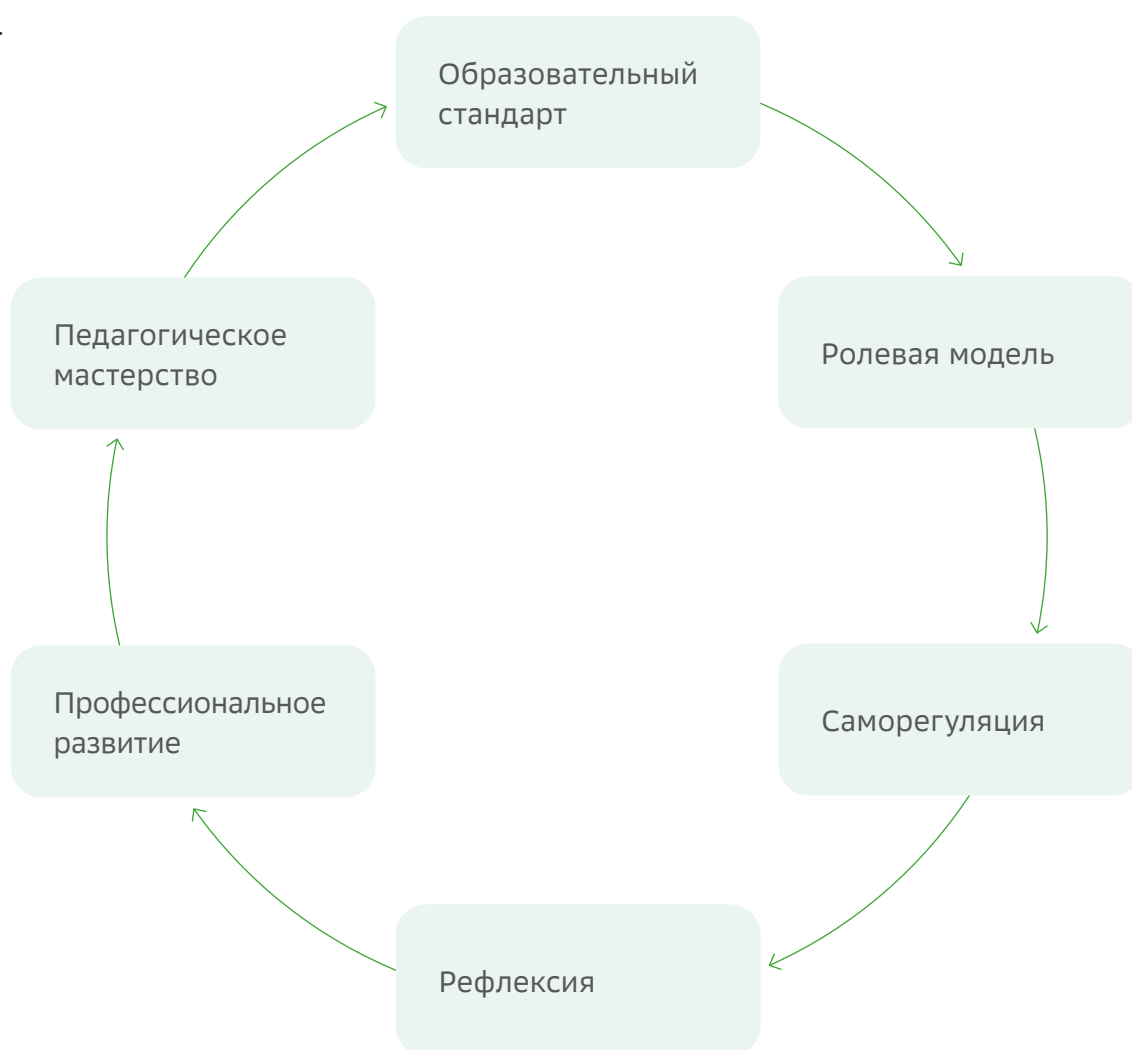 Образовательный
стандарт
Ролевая модель
Саморегуляция
Рефлексия
Профессиональное
развитие
Педагогическое
мастерство